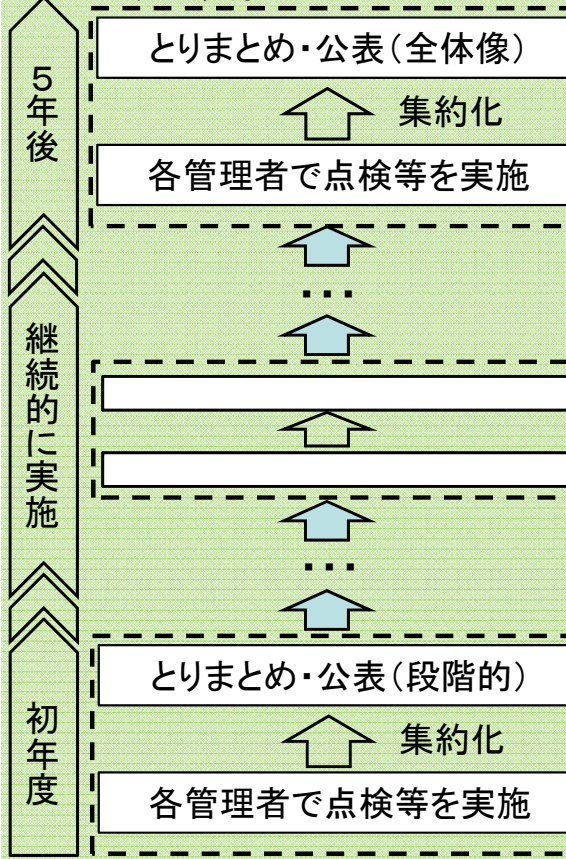 5年後
とりまとめ・公表（全体像）
集約化
各管理者で点検等を実施
…
継続的に実施
…
初年度
とりまとめ・公表（段階的）
集約化
各管理者で点検等を実施